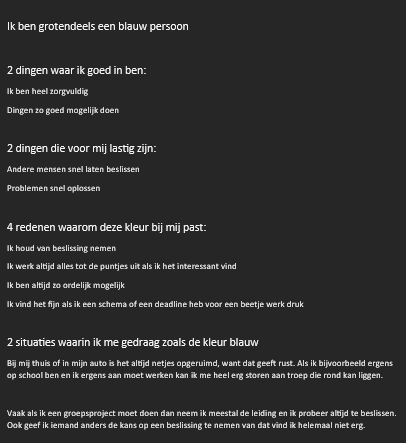 Ik ben grotendeels een blauw persoon
2 dingen waar ik goed in ben:
Ik ben heel zorgvuldig
Dingen zo goed mogelijk doen
2 dingen die voor mij lastig zijn:
Andere mensen snel laten beslissen
Problemen snel oplossen
4 redenen waarom deze kleur bij mij past:
Ik houd van beslissing nemen
Ik werk altijd alles tot de puntjes uit als ik het interessant vind
Ik ben altijd zo ordelijk mogelijk
Ik vind het fijn als ik een schema of een deadline heb voor een beetje werk druk
2 situaties waarin ik me gedraag zoals de kleur blauw
Bij mij thuis of in mijn auto is het altijd netjes opgeruimd, want dat geeft rust. Als ik bijvoorbeeld ergens
op school ben en ik ergens aan moet werken kan ik me heel erg storen aan troep die rond kan liggen.
Vaak als ik een groepsproject moet doen dan neem ik meestal de leiding en ik probeer altijd te beslissen.
Ook geef ik iemand anders de kans op een beslissing te nemen van dat vind ik helemaal niet erg.